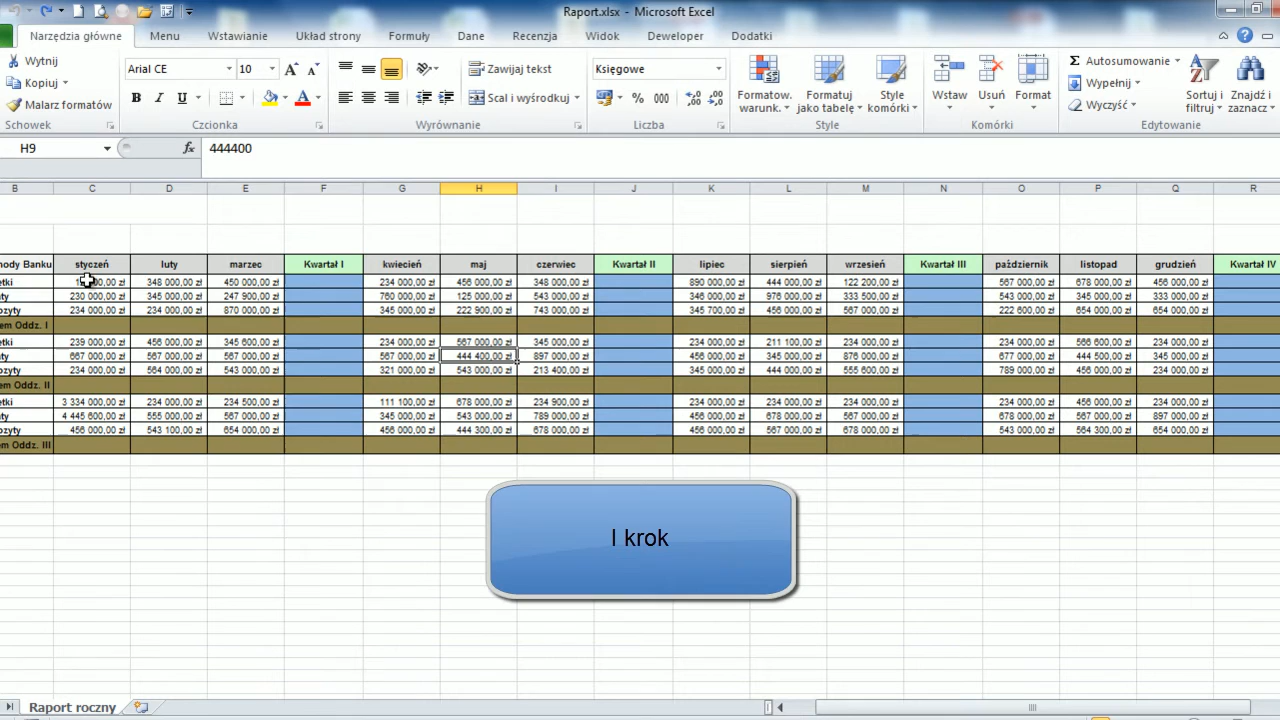 Raport.xlsx - Microsoft Excel
Narzędzia główne Menu Wstawianie Układ strony Formuły Dane Recenzja Widok Deweloper Dodatki
Wytnij
Kopiuj
Malarz formatów
Schowek
Arial CE 10
B I U
Czcionka
Zawijaj tekst
Scal i wyśrodkuj
Wyrównanie
Księgowe
% 000
Liczba
Formatow. warunk.
Formatuj jako tabelę
Style komórki
Style
Wstaw Usuń Format
Komórki
Σ Autosumowanie
Wypełnij
Wyczyść
Sortuj i filtruj
Znajdź i zaznacz
Edytowanie
H9 fx 444400
B C D E F G H I J K L M N O P Q R
hody Banku styczeń luty marzec Kwartał I kwiecień maj czerwiec Kwartał II lipiec sierpień wrzesień Kwartał III październik listopad grudzień Kwartał IV
etki 348 000,00 zł 450 000,00 zł 234 000,00 zł 456 000,00 zł 348 000,00 zł 890 000,00 zł 444 000,00 zł 122 200,00 zł 567 000,00 zł 678 000,00 zł 456 000,00 zł
ty 230 000,00 zł 345 000,00 zł 247 900,00 zł 760 000,00 zł 125 000,00 zł 543 000,00 zł 346 000,00 zł 976 000,00 zł 333 500,00 zł 543 000,00 zł 345 000,00 zł 333 000,00 zł
ozyty 234 000,00 zł 234 000,00 zł 870 000,00 zł 345 000,00 zł 222 900,00 zł 743 000,00 zł 345 700,00 zł 456 000,00 zł 567 000,00 zł 222 600,00 zł 654 000,00 zł 654 000,00 zł
em Oddz. I
etki 239 000,00 zł 456 000,00 zł 345 600,00 zł 234 000,00 zł 567 000,00 zł 345 000,00 zł 234 000,00 zł 211 100,00 zł 234 000,00 zł 234 000,00 zł 566 600,00 zł 234 000,00 zł
ty 667 000,00 zł 567 000,00 zł 567 000,00 zł 567 000,00 zł 444 400,00 zł 897 000,00 zł 456 000,00 zł 345 000,00 zł 876 000,00 zł 677 000,00 zł 444 500,00 zł 345 000,00 zł
ozyty 234 000,00 zł 564 000,00 zł 543 000,00 zł 321 000,00 zł 543 000,00 zł 213 400,00 zł 345 000,00 zł 444 000,00 zł 555 600,00 zł 789 000,00 zł 456 000,00 zł 654 000,00 zł
em Oddz. II
etki 3 334 000,00 zł 234 000,00 zł 234 500,00 zł 111 100,00 zł 678 000,00 zł 234 900,00 zł 234 000,00 zł 234 000,00 zł 234 000,00 zł 234 000,00 zł 456 000,00 zł 234 000,00 zł
ty 4 445 600,00 zł 555 000,00 zł 567 000,00 zł 345 000,00 zł 543 000,00 zł 789 000,00 zł 456 000,00 zł 678 000,00 zł 567 000,00 zł 678 000,00 zł 567 000,00 zł 897 000,00 zł
ozyty 456 000,00 zł 543 100,00 zł 654 000,00 zł 456 000,00 zł 444 300,00 zł 678 000,00 zł 456 000,00 zł 567 000,00 zł 678 000,00 zł 543 000,00 zł 564 300,00 zł 654 000,00 zł
em Oddz. III
I krok
Raport roczny